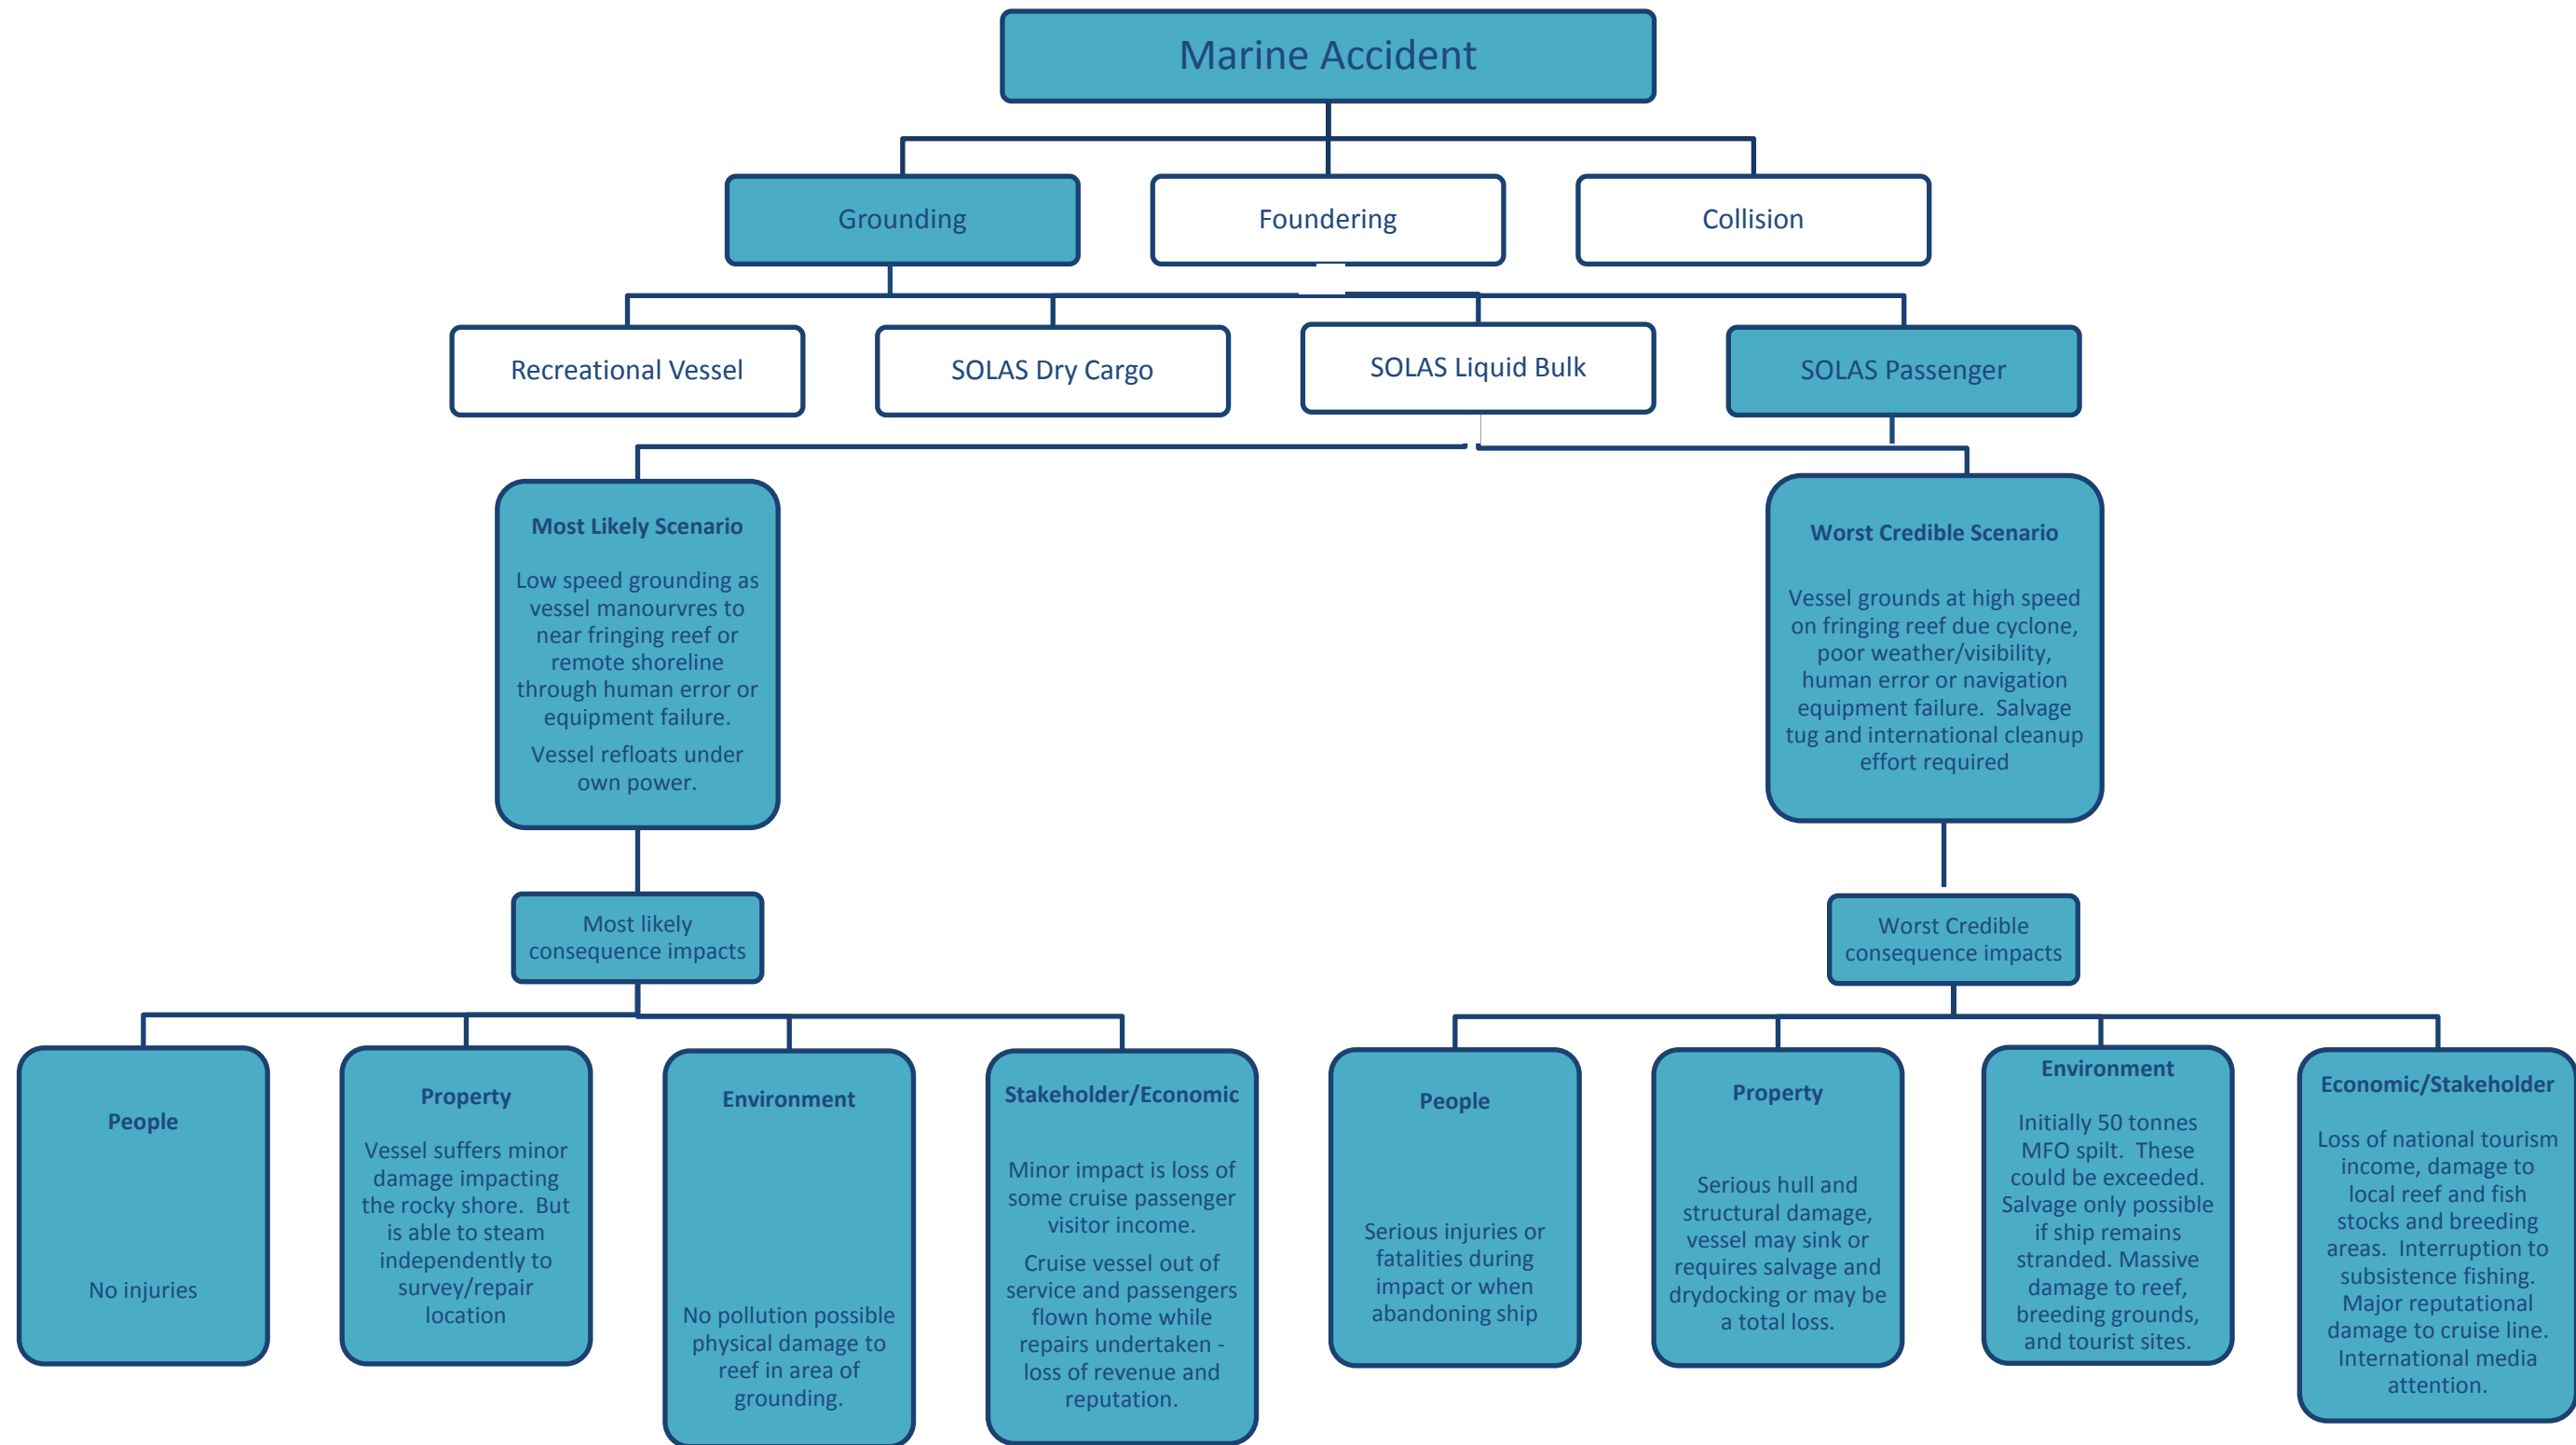 Marine Accident
Grounding
Foundering
Collision
Recreational Vessel
SOLAS Dry Cargo
SOLAS Liquid Bulk
SOLAS Passenger
Most Likely Scenario
Low speed grounding as
vessel manourvres to
near fringing reef or
remote shoreline
through human error or
equipment failure.
Vessel refloats under
own power.
Worst Credible Scenario
Vessel grounds at high speed
on fringing reef due cyclone,
poor weather/visibility,
human error or navigation
equipment failure.  Salvage
tug and international cleanup
effort required
Most likely
consequence impacts
Worst Credible
consequence impacts
People
No injuries
Property
Vessel suffers minor
damage impacting
the rocky shore.  But
is able to steam
independently to
survey/repair
location
Environment
No pollution possible
physical damage to
reef in area of
grounding.
Stakeholder/Economic
Minor impact is loss of
some cruise passenger
visitor income.
Cruise vessel out of
service and passengers
flown home while
repairs undertaken -
loss of revenue and
reputation.
People
Serious injuries or
fatalities during
impact or when
abandoning ship
Property
Serious hull and
structural damage,
vessel may sink or
requires salvage and
drydocking or may be
a total loss.
Environment
Initially 50 tonnes
MFO spilt.  These
could be exceeded.
Salvage only possible
if ship remains
stranded. Massive
damage to reef,
breeding grounds,
and tourist sites.
Economic/Stakeholder
Loss of national tourism
income, damage to
local reef and fish
stocks and breeding
areas.  Interruption to
subsistence fishing.
Major reputational
damage to cruise line.
International media
attention.